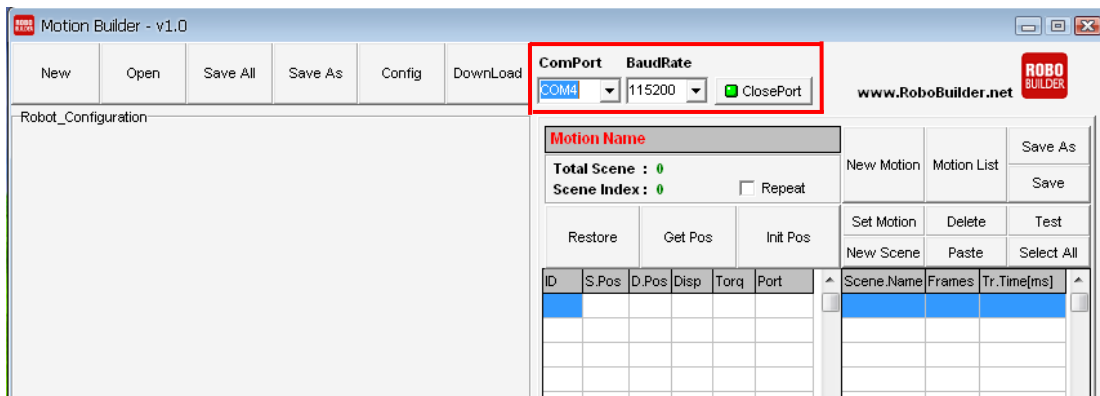 ROBO
BUILDER
Motion Builder - v1.0
New
Open
Save All
Save As
Config
DownLoad
ComPort
BaudRate
COM4
115200
ClosePort
www.RoboBuilder.net
ROBO
BUILDER
Robot_Configuration
Motion Name
Total Scene : 0
Scene Index : 0
Repeat
New Motion
Motion List
Save As
Save
Restore
Get Pos
Init Pos
Set Motion
Delete
Test
New Scene
Paste
Select All
ID
S.Pos
D.Pos
Disp
Torq
Port
Scene.Name
Frames
Tr.Time[ms]